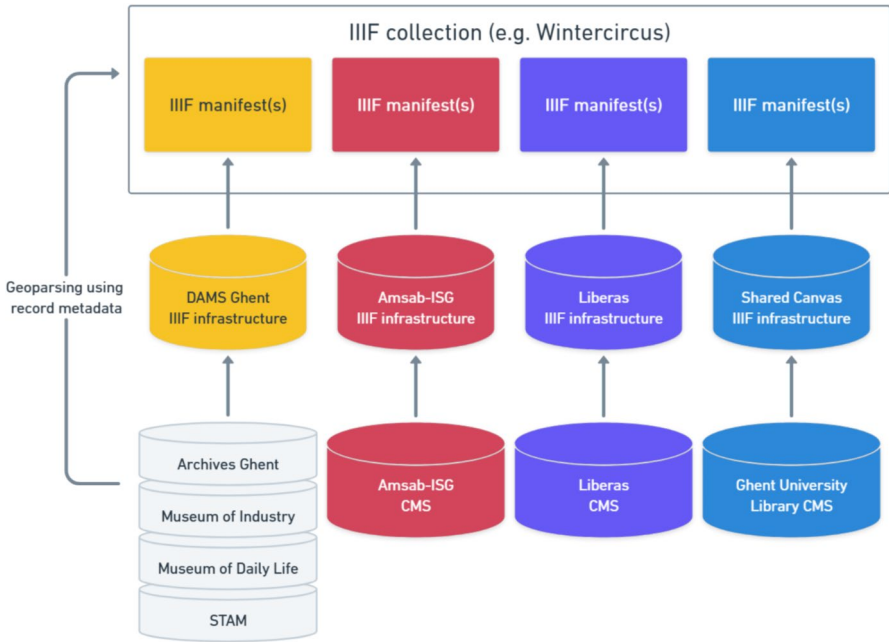 IIIF collection (e.g. Wintercircus)
IIIF manifest(s)
IIIF manifest(s)
IIIF manifest(s)
IIIF manifest(s)
Geoparsing using
record metadata
DAMS Ghent
IIIF infrastructure
Amsab-ISG
IIIF infrastructure
Liberas
IIIF infrastructure
Shared Canvas
IIIF infrastructure
Archives Ghent
Museum of Industry
Museum of Daily Life
STAM
Amsab-ISG
CMS
Liberas
CMS
Ghent University
Library CMS